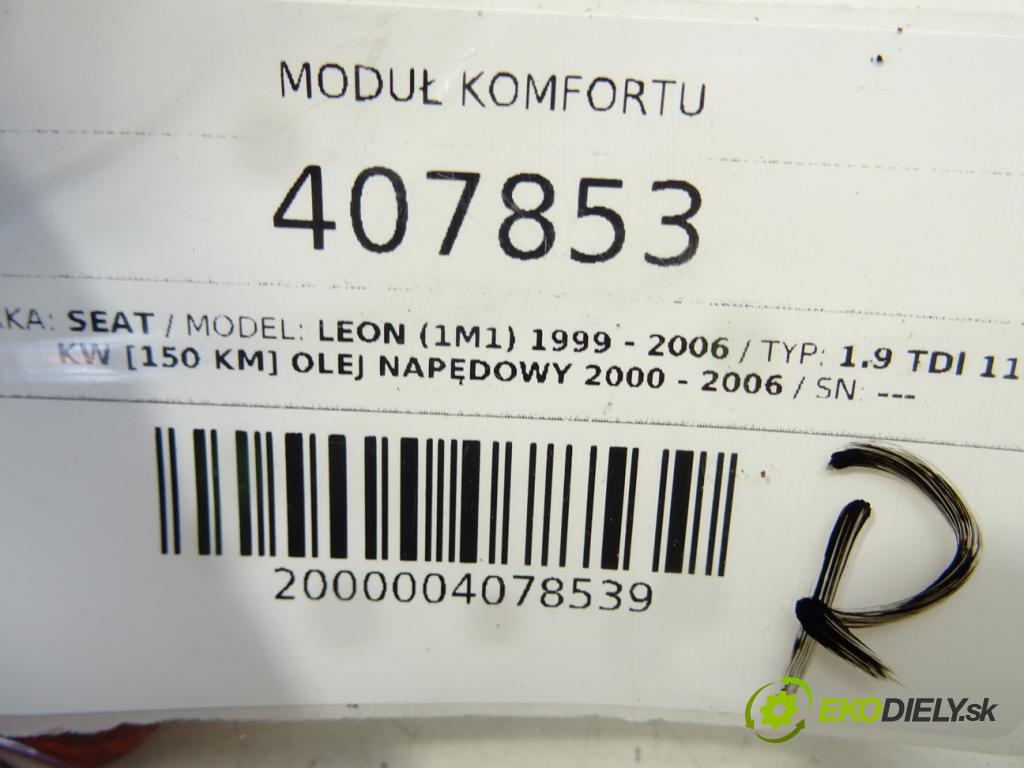 MODUŁ KOMFORTU
407853
AKA: SEAT / MODEL: LEON (1M1) 1999 - 2006 / TYP: 1.9 TDI 11
KW [150 KM] OLEJ NAPĘDOWY 2000 - 2006 / SN: ---
2000004078539
R
EKODIELY.sk